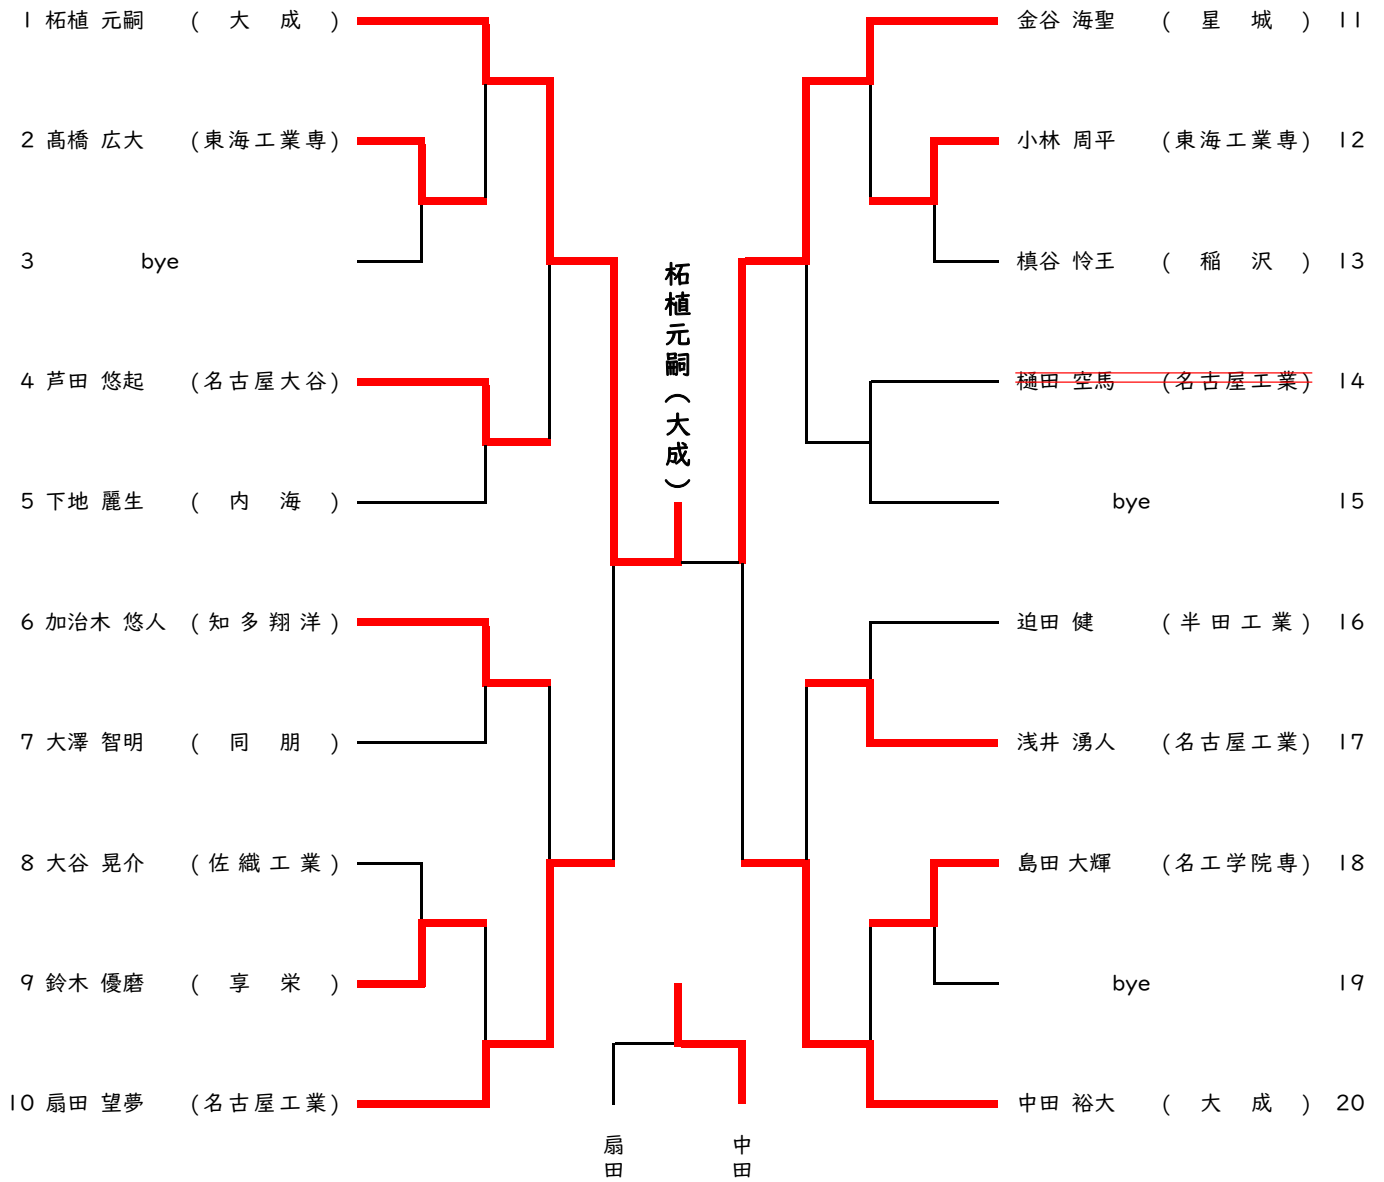 1 柘植 元嗣 ( 大 成 )
2 髙橋 広大 (東海工業専)
3 bye
4 芦田 悠起 (名古屋大谷)
5 下地 麗生 ( 内 海 )
6 加治木 悠人 (知多翔洋)
7 大澤 智明 ( 同 朋 )
8 大谷 晃介 (佐織工業)
9 鈴木 優磨 ( 享 栄 )
10 扇田 望夢 (名古屋工業)
柘植元嗣(大成)
扇田
中田
金谷 海聖 ( 星 城 ) 11
小林 周平 (東海工業専) 12
槙谷 怜王 ( 稲 沢 ) 13
樋田 空馬 (名古屋工業) 14
bye 15
迫田 健 (半田工業) 16
浅井 湧人 (名古屋工業) 17
島田 大輝 (名工学院専) 18
bye 19
中田 裕大 ( 大 成 ) 20